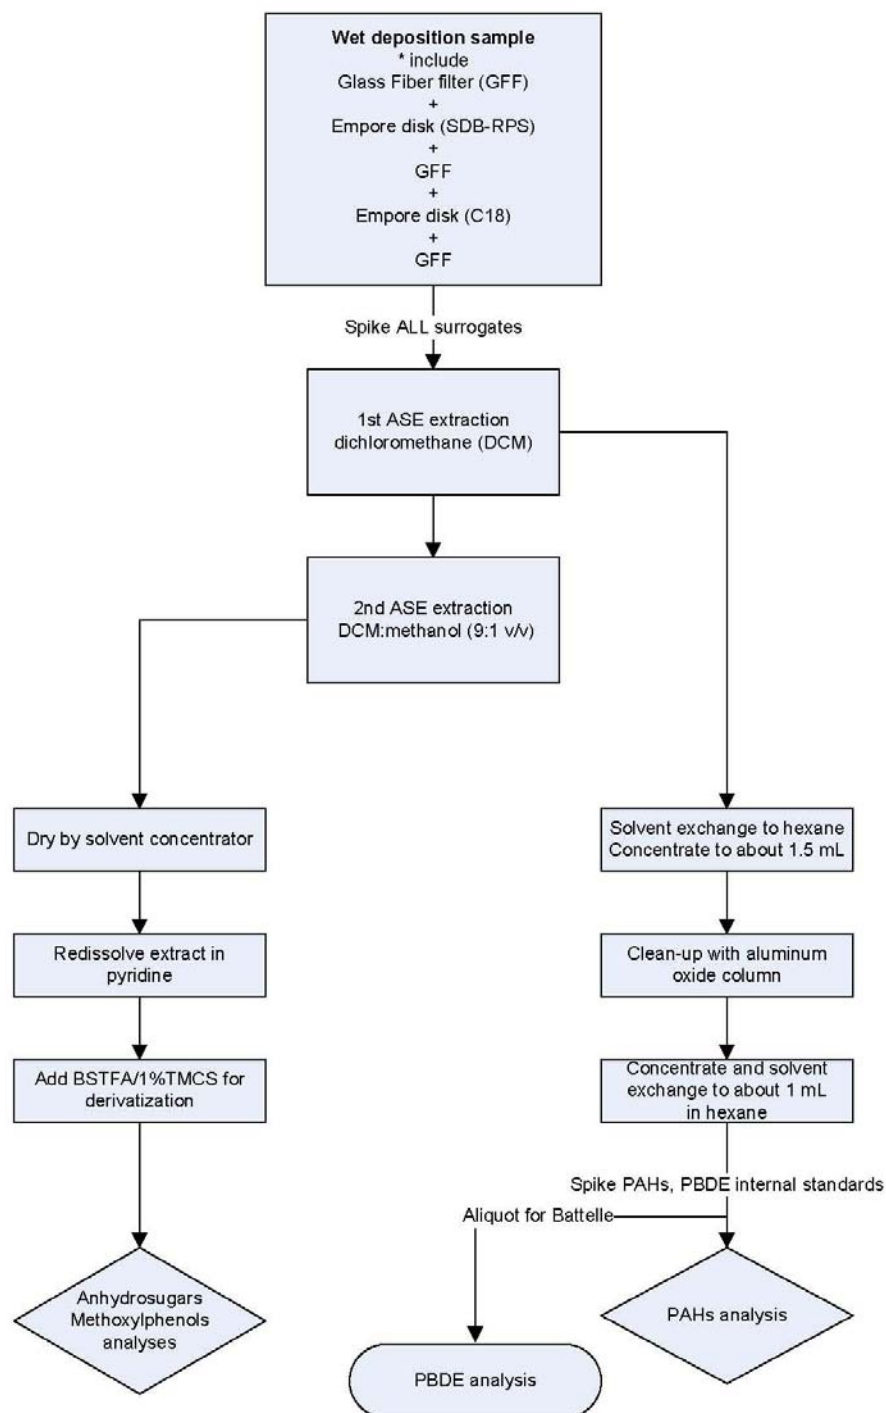 Wet deposition sample
* include
Glass Fiber filter (GFF)
+
Empore disk (SDB-RPS)
+
GFF
+
Empore disk (C18)
+
GFF
Spike ALL surrogates
1st ASE extraction
dichloromethane (DCM)
2nd ASE extraction
DCM:methanol (9:1 v/v)
Dry by solvent concentrator
Solvent exchange to hexane
Concentrate to about 1.5 mL
Redissolve extract in
pyridine
Clean-up with aluminum
oxide column
Add BSTFA/1%TMCS for
derivatization
Concentrate and solvent
exchange to about 1 mL
in hexane
Spike PAHs, PBDE internal standards
Aliquot for Battelle
Anhydrosugars
Methoxylphenols
analyses
PAHs analysis
PBDE analysis